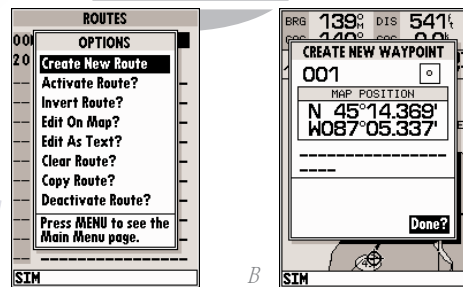 ROUTES
OPTIONS
Create New Route
Activate Route?
Invert Route?
Edit On Map?
Edit As Text?
Clear Route?
Copy Route?
Deactivate Route?
Press MENU to see the
Main Menu page.
SIM
B
BRG 139°M DIS 541
CREATE NEW WAYPOINT
001
MAP POSITION
N 45°14.369'
W087°05.337'
Done?
SIM